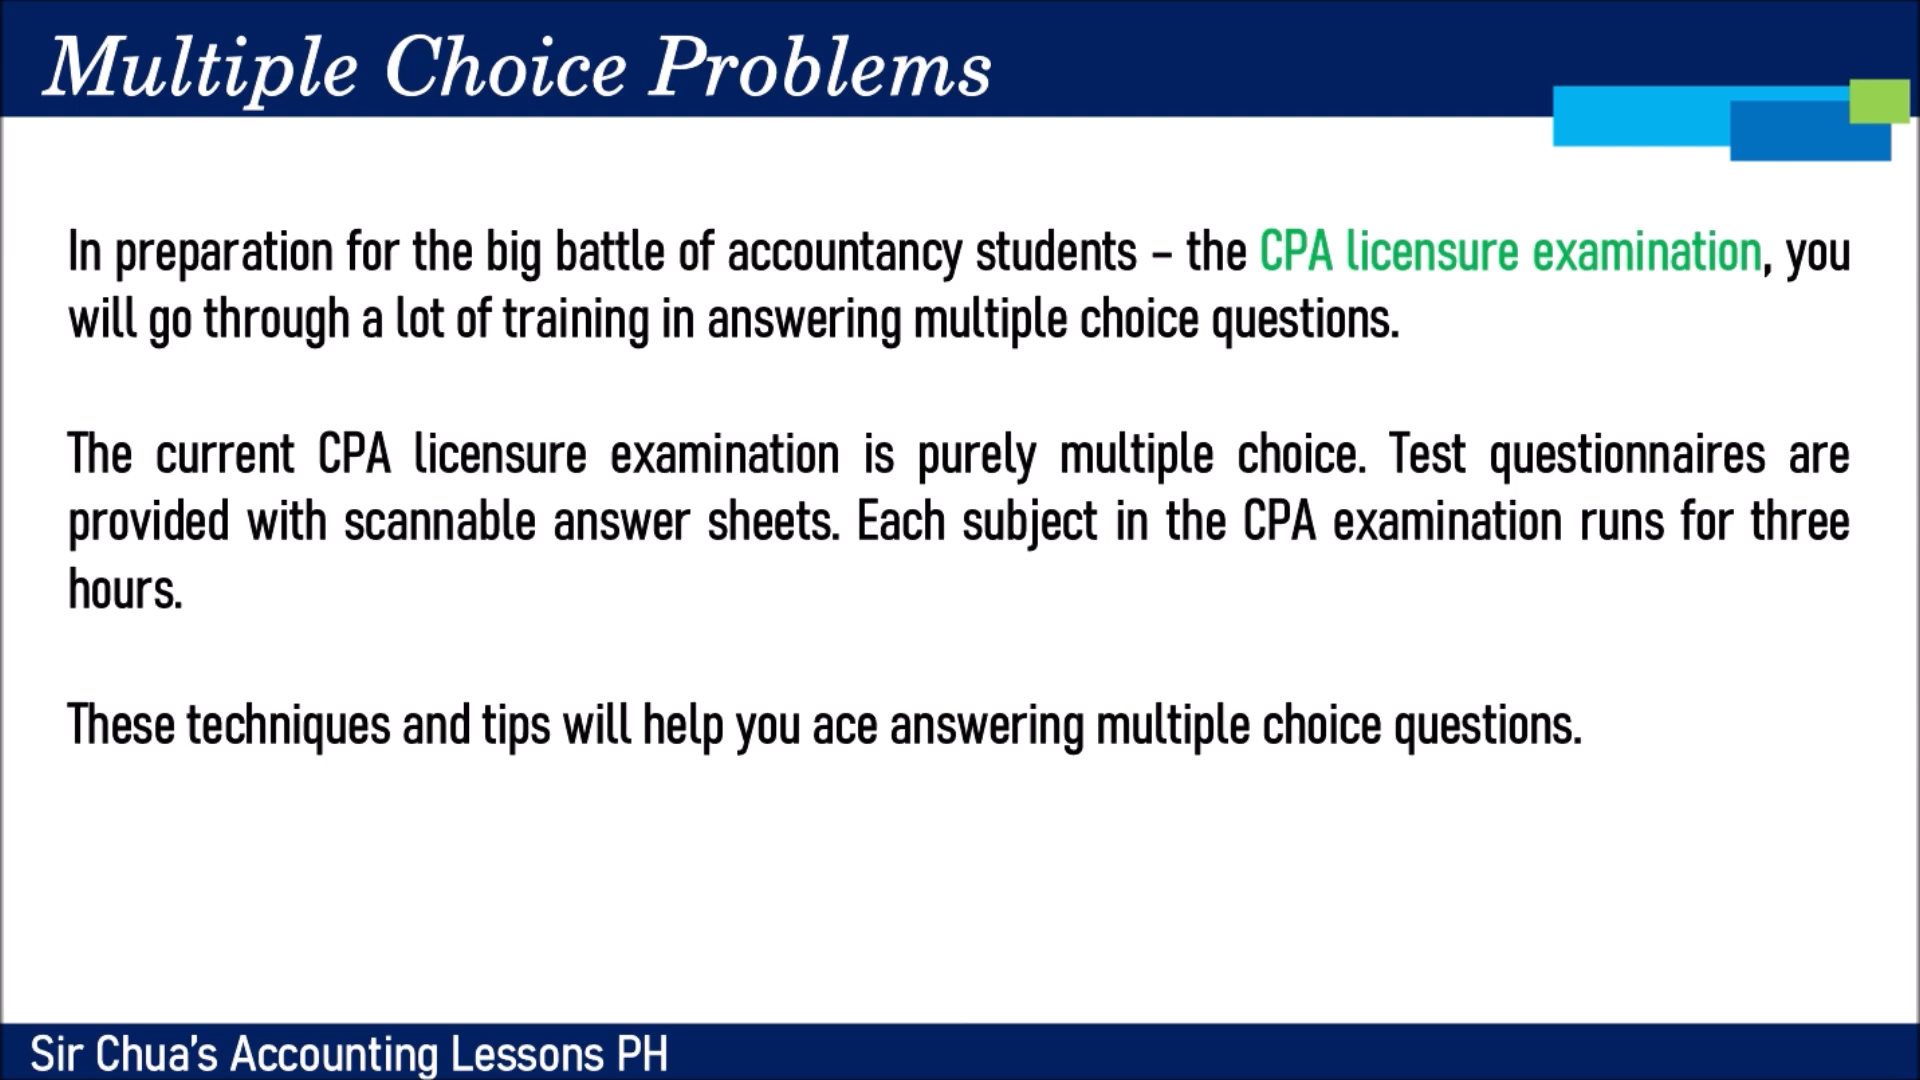 Multiple Choice Problems
In preparation for the big battle of accountancy students – the CPA licensure examination, you
will go through a lot of training in answering multiple choice questions.
The current CPA licensure examination is purely multiple choice. Test questionnaires are
provided with scannable answer sheets. Each subject in the CPA examination runs for three
hours.
These techniques and tips will help you ace answering multiple choice questions.
Sir Chua’s Accounting Lessons PH